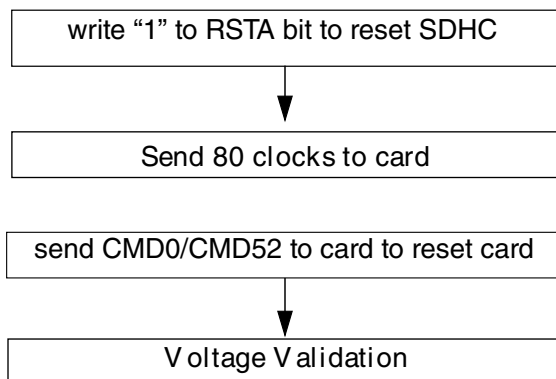 write “1” to RSTA bit to reset SDHC
Send 80 clocks to card
send CMD0/CMD52 to card to reset card
Voltage Validation